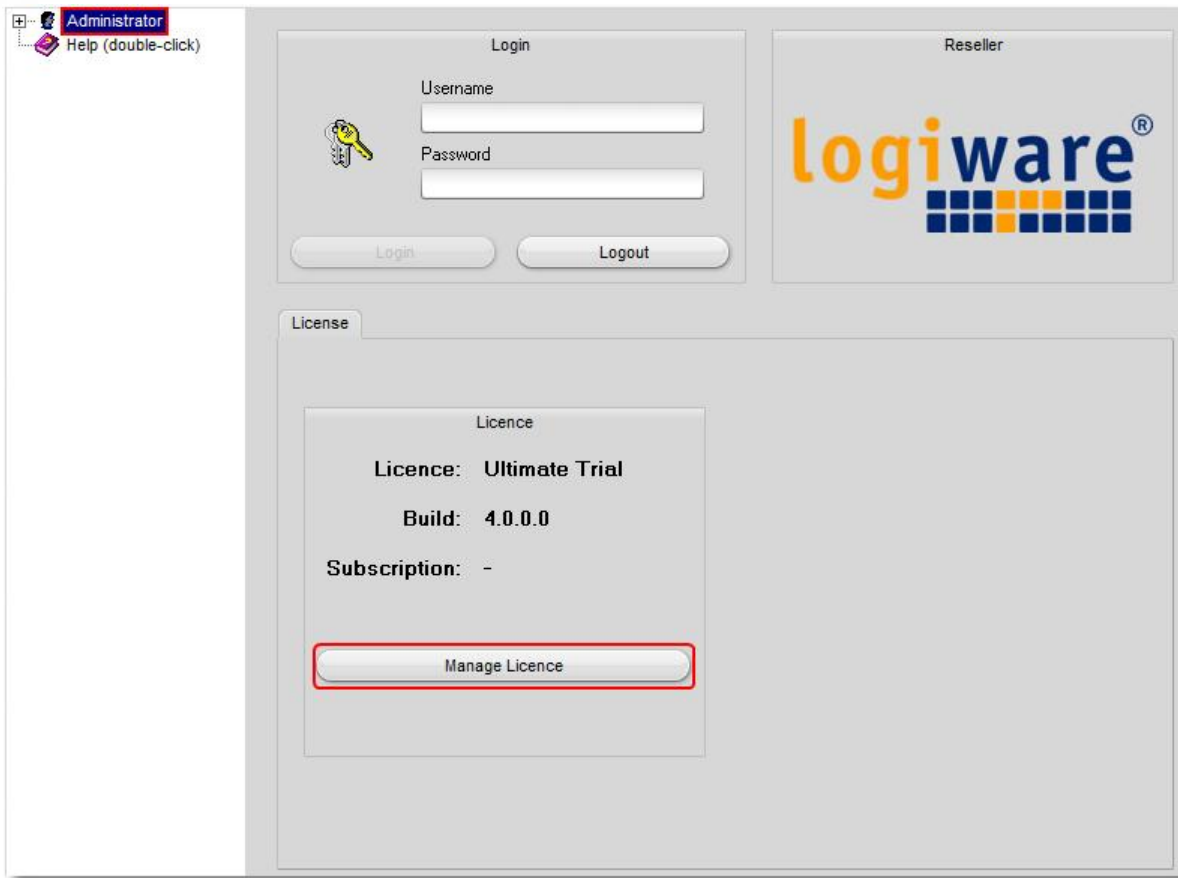 Administrator
Help (double-click)
Login
Username
Password
Login
Logout
Reseller
logiware®
License
Licence
Licence: Ultimate Trial
Build: 4.0.0.0
Subscription: -
Manage Licence